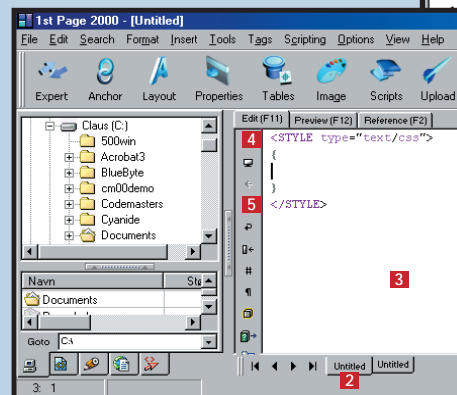 1st Page 2000 - [Untitled]
File Edit Search Format Insert Tools Tags Scripting Options View Help
Expert Anchor Layout Properties Tables Image Scripts Upload
Edit (F11) Preview (F12) Reference (F2)
Claus (C:)
500win
Acrobat3
BlueByte
cm00demo
Codemasters
Cyanide
Documents
4 <STYLE type="text/css">
{
}
5 </STYLE>
3
Navn
Documents
Goto C:\
Untitled Untitled
2
3: 1